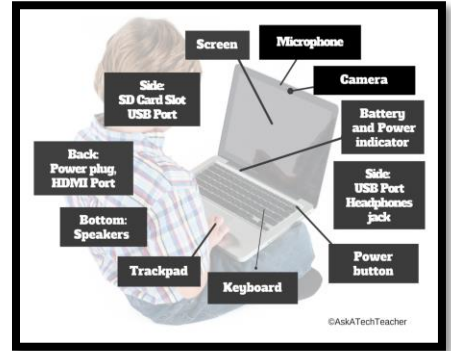 Screen
Microphone
Camera
Side:
SD Card Slot
USB Port
Battery
and Power
indicator
Back:
Power plug,
HDMI Port
Side:
USB Port
Headphones
jack
Bottom:
Speakers
Trackpad
Keyboard
Power
button
©AskATechTeacher